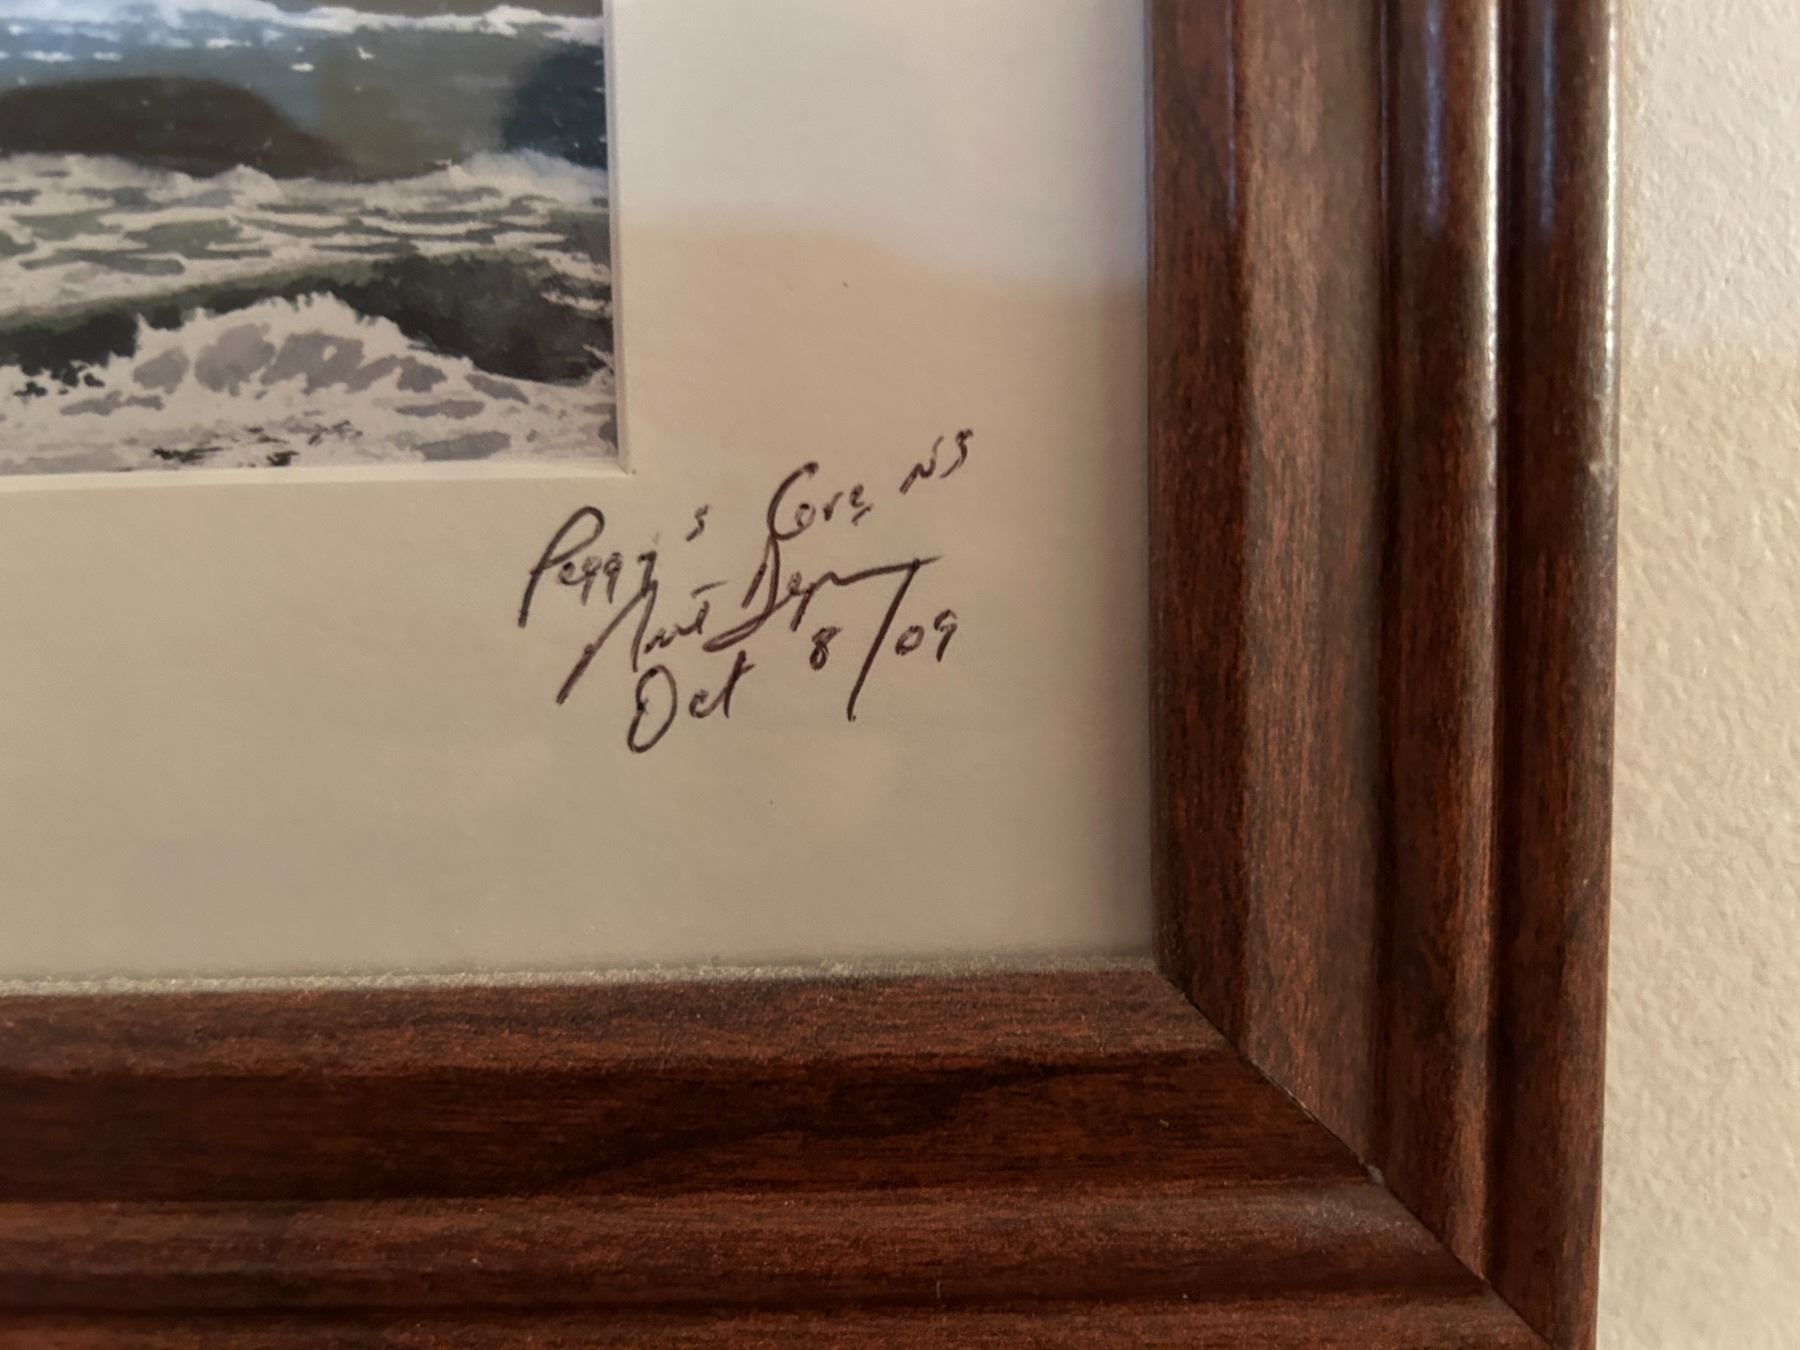 Peggy's Cove NS
Oct 8/09